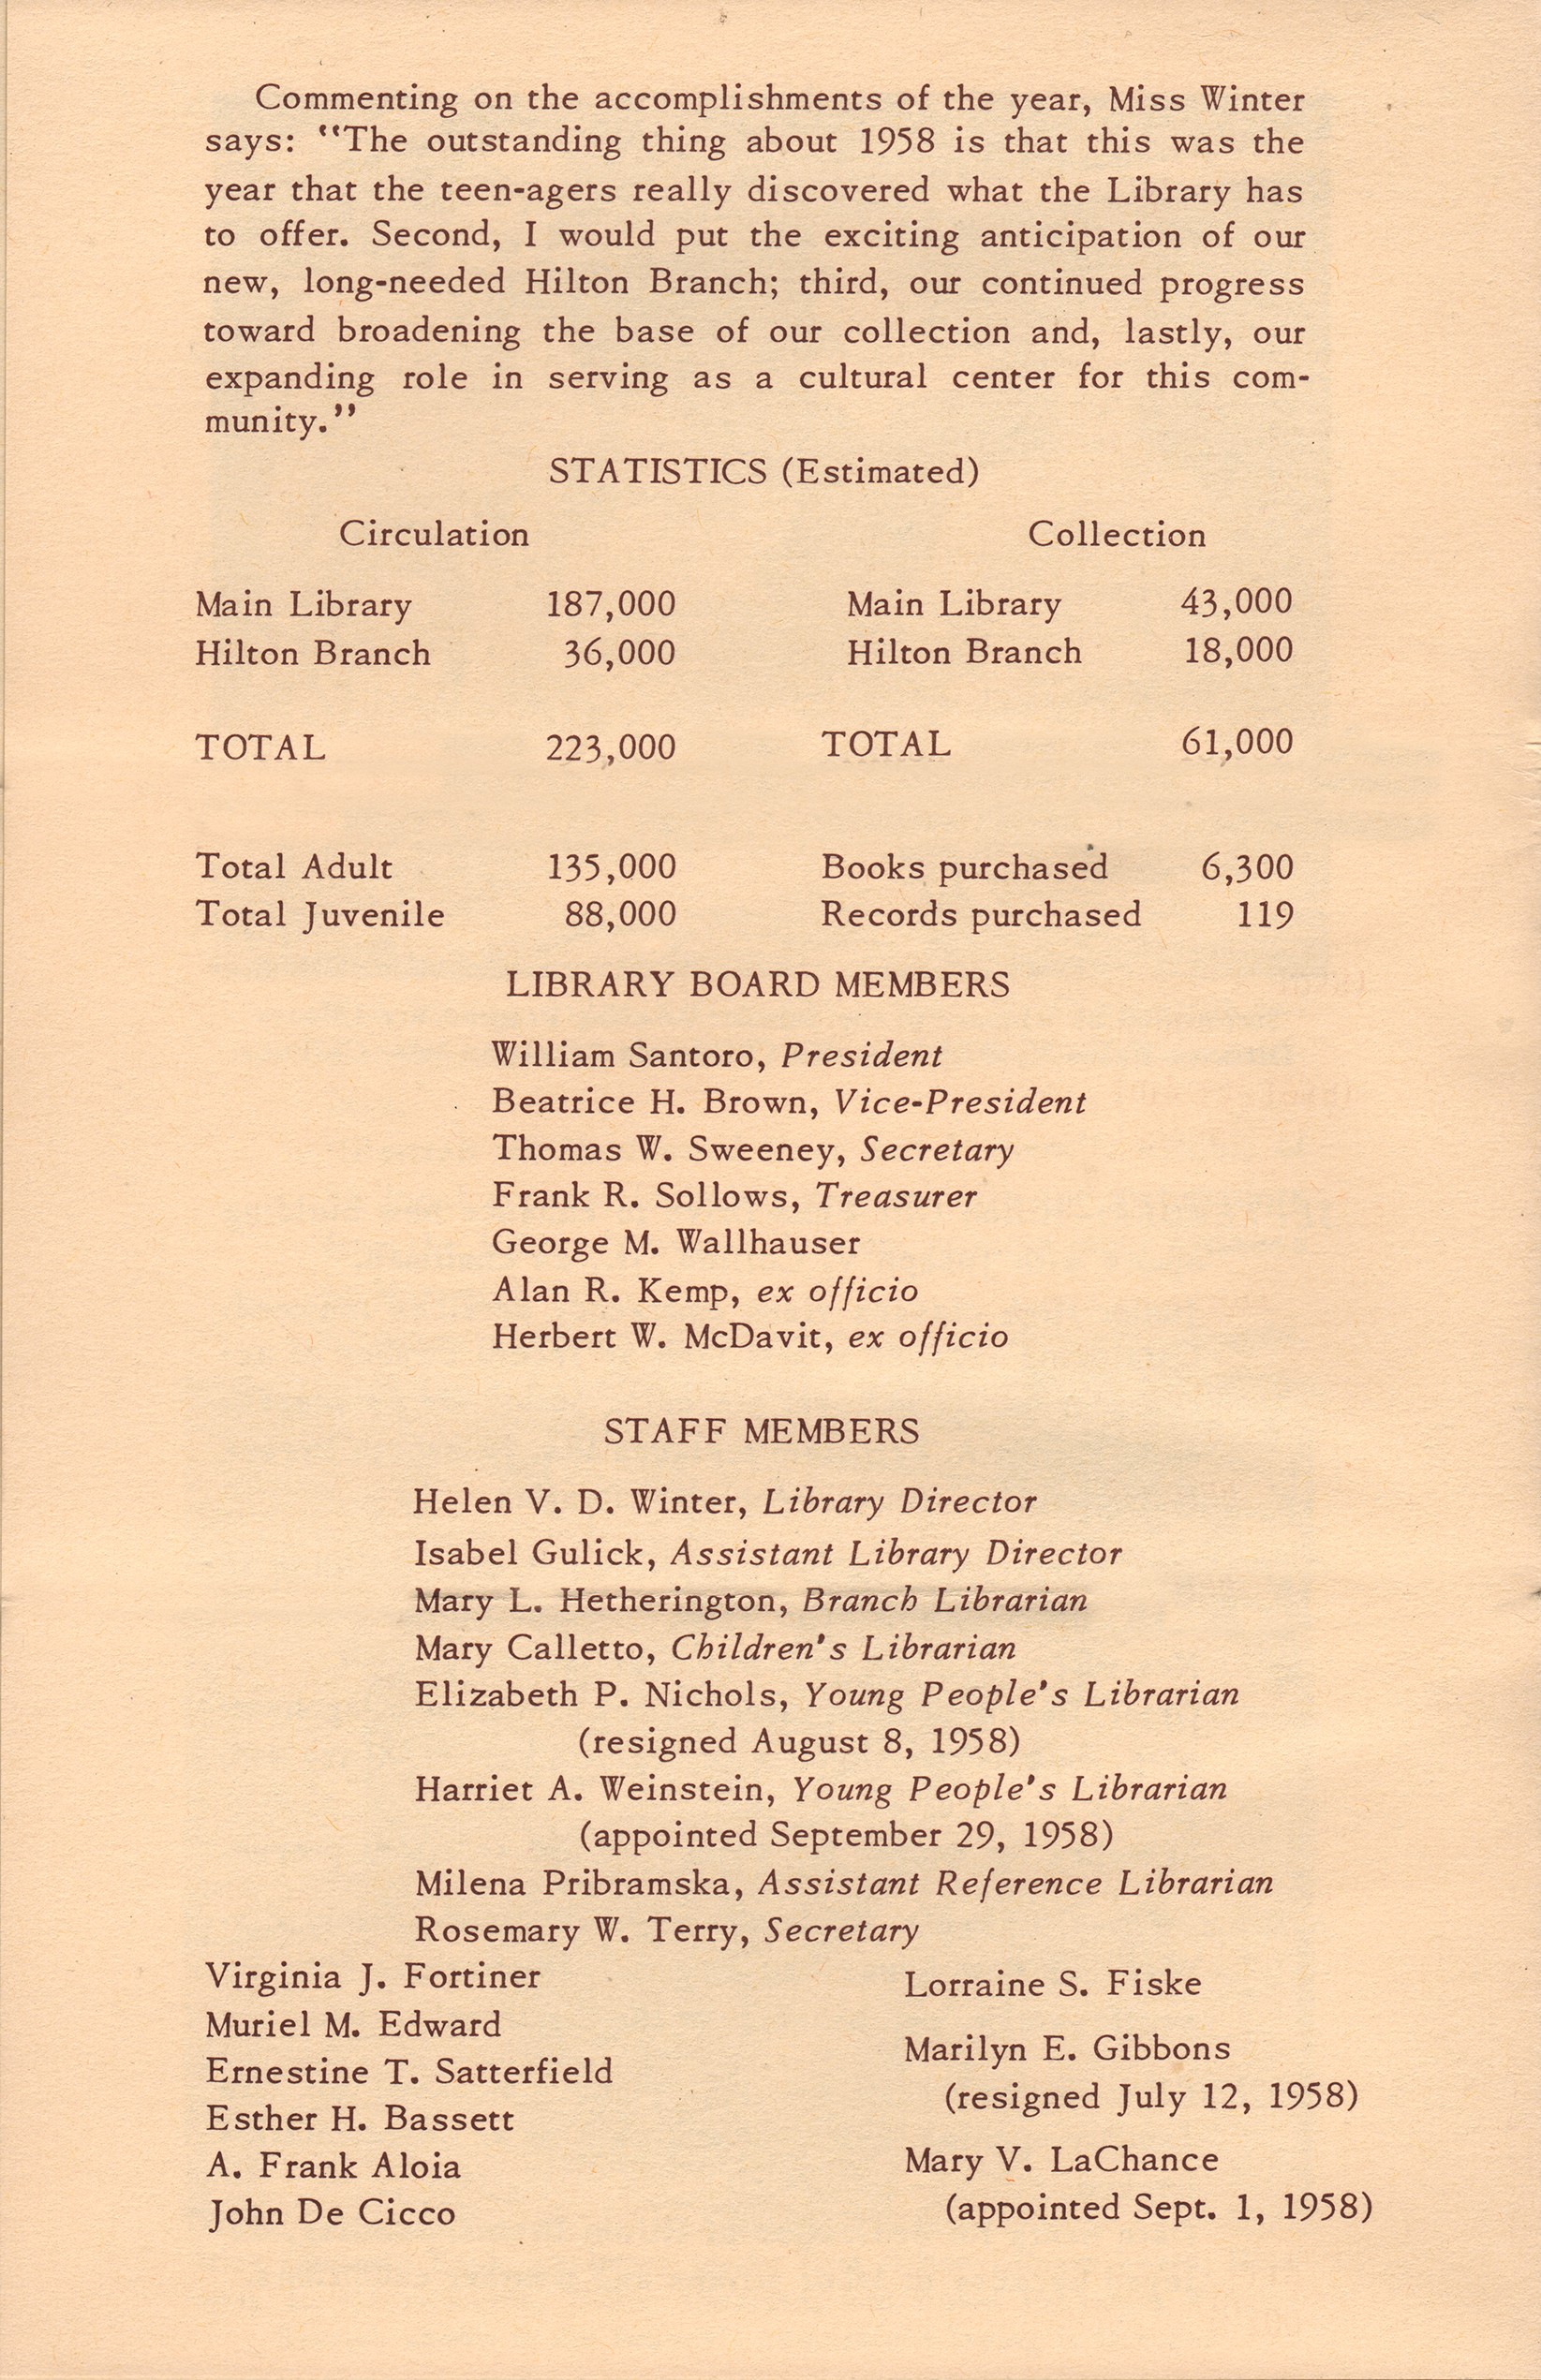 Commenting on the accomplishments of the year, Miss Winter
says: "The outstanding thing about 1958 is that this was the
year that the teen-agers really discovered what the Library has
to offer. Second, I would put the exciting anticipation of our
new, long-needed Hilton Branch; third, our continued progress
toward broadening the base of our collection and, lastly, our
expanding role in serving as a cultural center for this com-
munity."
STATISTICS (Estimated)
Circulation Collection
Main Library 187,000 Main Library 43,000
Hilton Branch 36,000 Hilton Branch 18,000
TOTAL 223,000 TOTAL 61,000
Total Adult 135,000 Books purchased 6,300
Total Juvenile 88,000 Records purchased 119
LIBRARY BOARD MEMBERS
William Santoro, President
Beatrice H. Brown, Vice-President
Thomas W. Sweeney, Secretary
Frank R. Sollows, Treasurer
George M. Wallhauser
Alan R. Kemp, ex officio
Herbert W. McDavit, ex officio
STAFF MEMBERS
Helen V. D. Winter, Library Director
Isabel Gulick, Assistant Library Director
Mary L. Hetherington, Branch Librarian
Mary Calletto, Children's Librarian
Elizabeth P. Nichols, Young People's Librarian
(resigned August 8, 1958)
Harriet A. Weinstein, Young People's Librarian
(appointed September 29, 1958)
Milena Pribramska, Assistant Reference Librarian
Rosemary W. Terry, Secretary
Virginia J. Fortiner
Muriel M. Edward
Ernestine T. Satterfield
Esther H. Bassett
A. Frank Aloia
John De Cicco
Lorraine S. Fiske
Marilyn E. Gibbons
(resigned July 12, 1958)
Mary V. LaChance
(appointed Sept. 1, 1958)